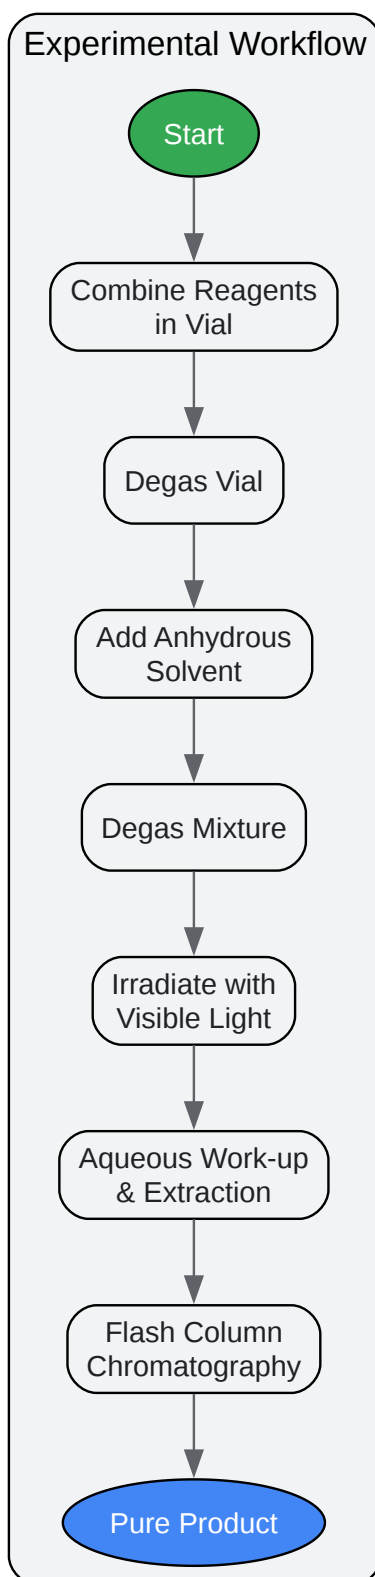 Experimental Workflow
Start
Combine Reagents
in Vial
Degas Vial
Add Anhydrous
Solvent
Degas Mixture
Irradiate with
Visible Light
Aqueous Work-up
& Extraction
Flash Column
Chromatography
Pure Product